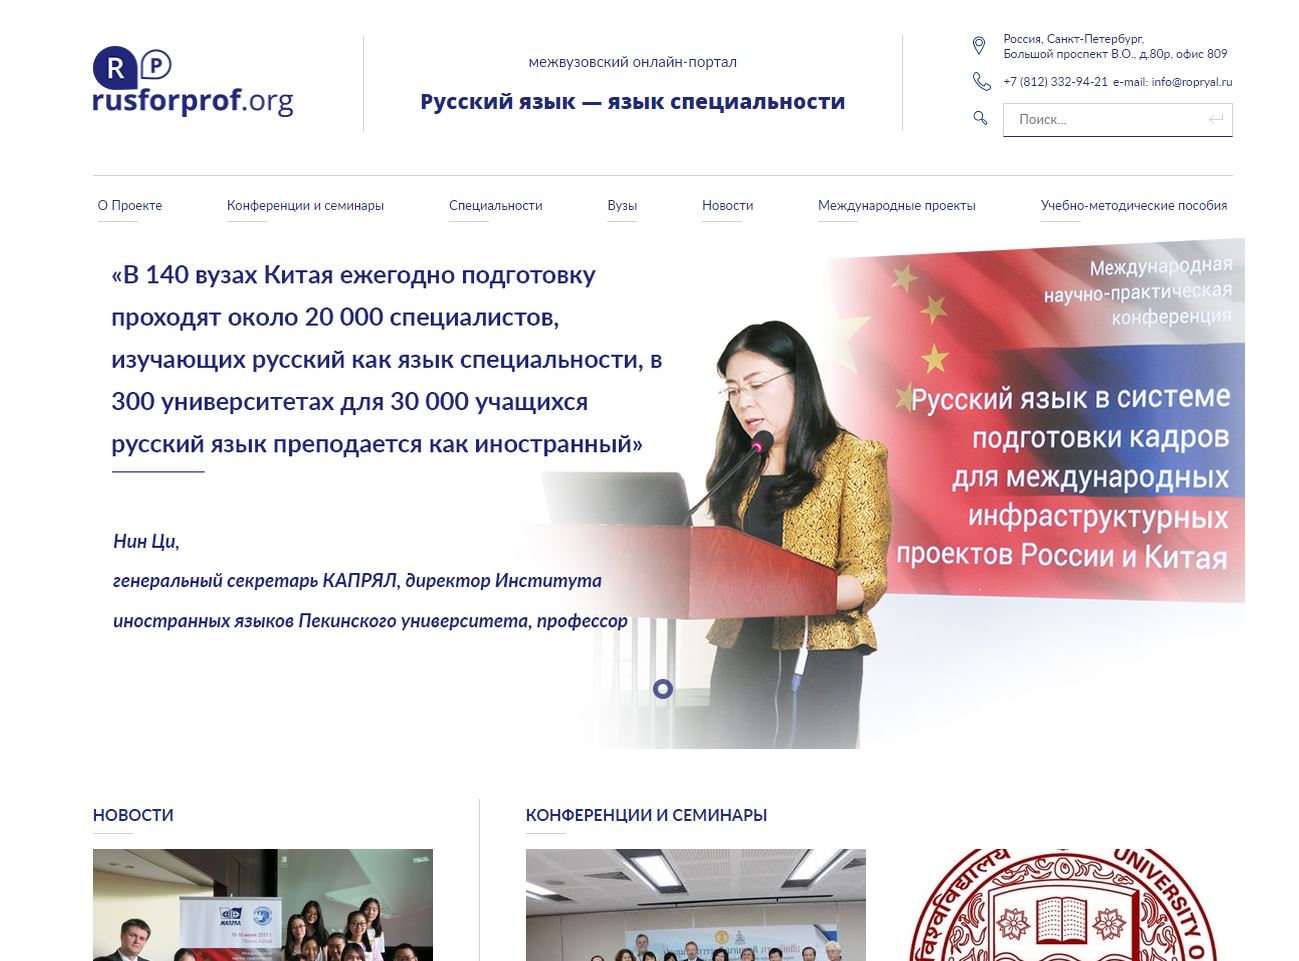 R P
rusforprof.org
межвузовский онлайн-портал
Русский язык — язык специальности
Россия, Санкт-Петербург,
Большой проспект В.О., д.80р, офис 809
+7 (812) 332-94-21 e-mail: info@ropryal.ru
Поиск...
О Проекте
Конференции и семинары
Специальности
Вузы
Новости
Международные проекты
Учебно-методические пособия
«В 140 вузах Китая ежегодно подготовку
проходят около 20 000 специалистов,
изучающих русский как язык специальности, в
300 университетах для 30 000 учащихся
русский язык преподается как иностранный»
Нин Ци,
генеральный секретарь КАПРЯЛ, директор Института
иностранных языков Пекинского университета, профессор
Международная
научно-практическая
конференция
Русский язык в системе
подготовки кадров
для международных
инфраструктурных
проектов России и Китая
НОВОСТИ
КОНФЕРЕНЦИИ И СЕМИНАРЫ
МАПРЯЛ
15-16 июня 2017 г.
Пекин, Китай
Международная
UNIVERSITY O